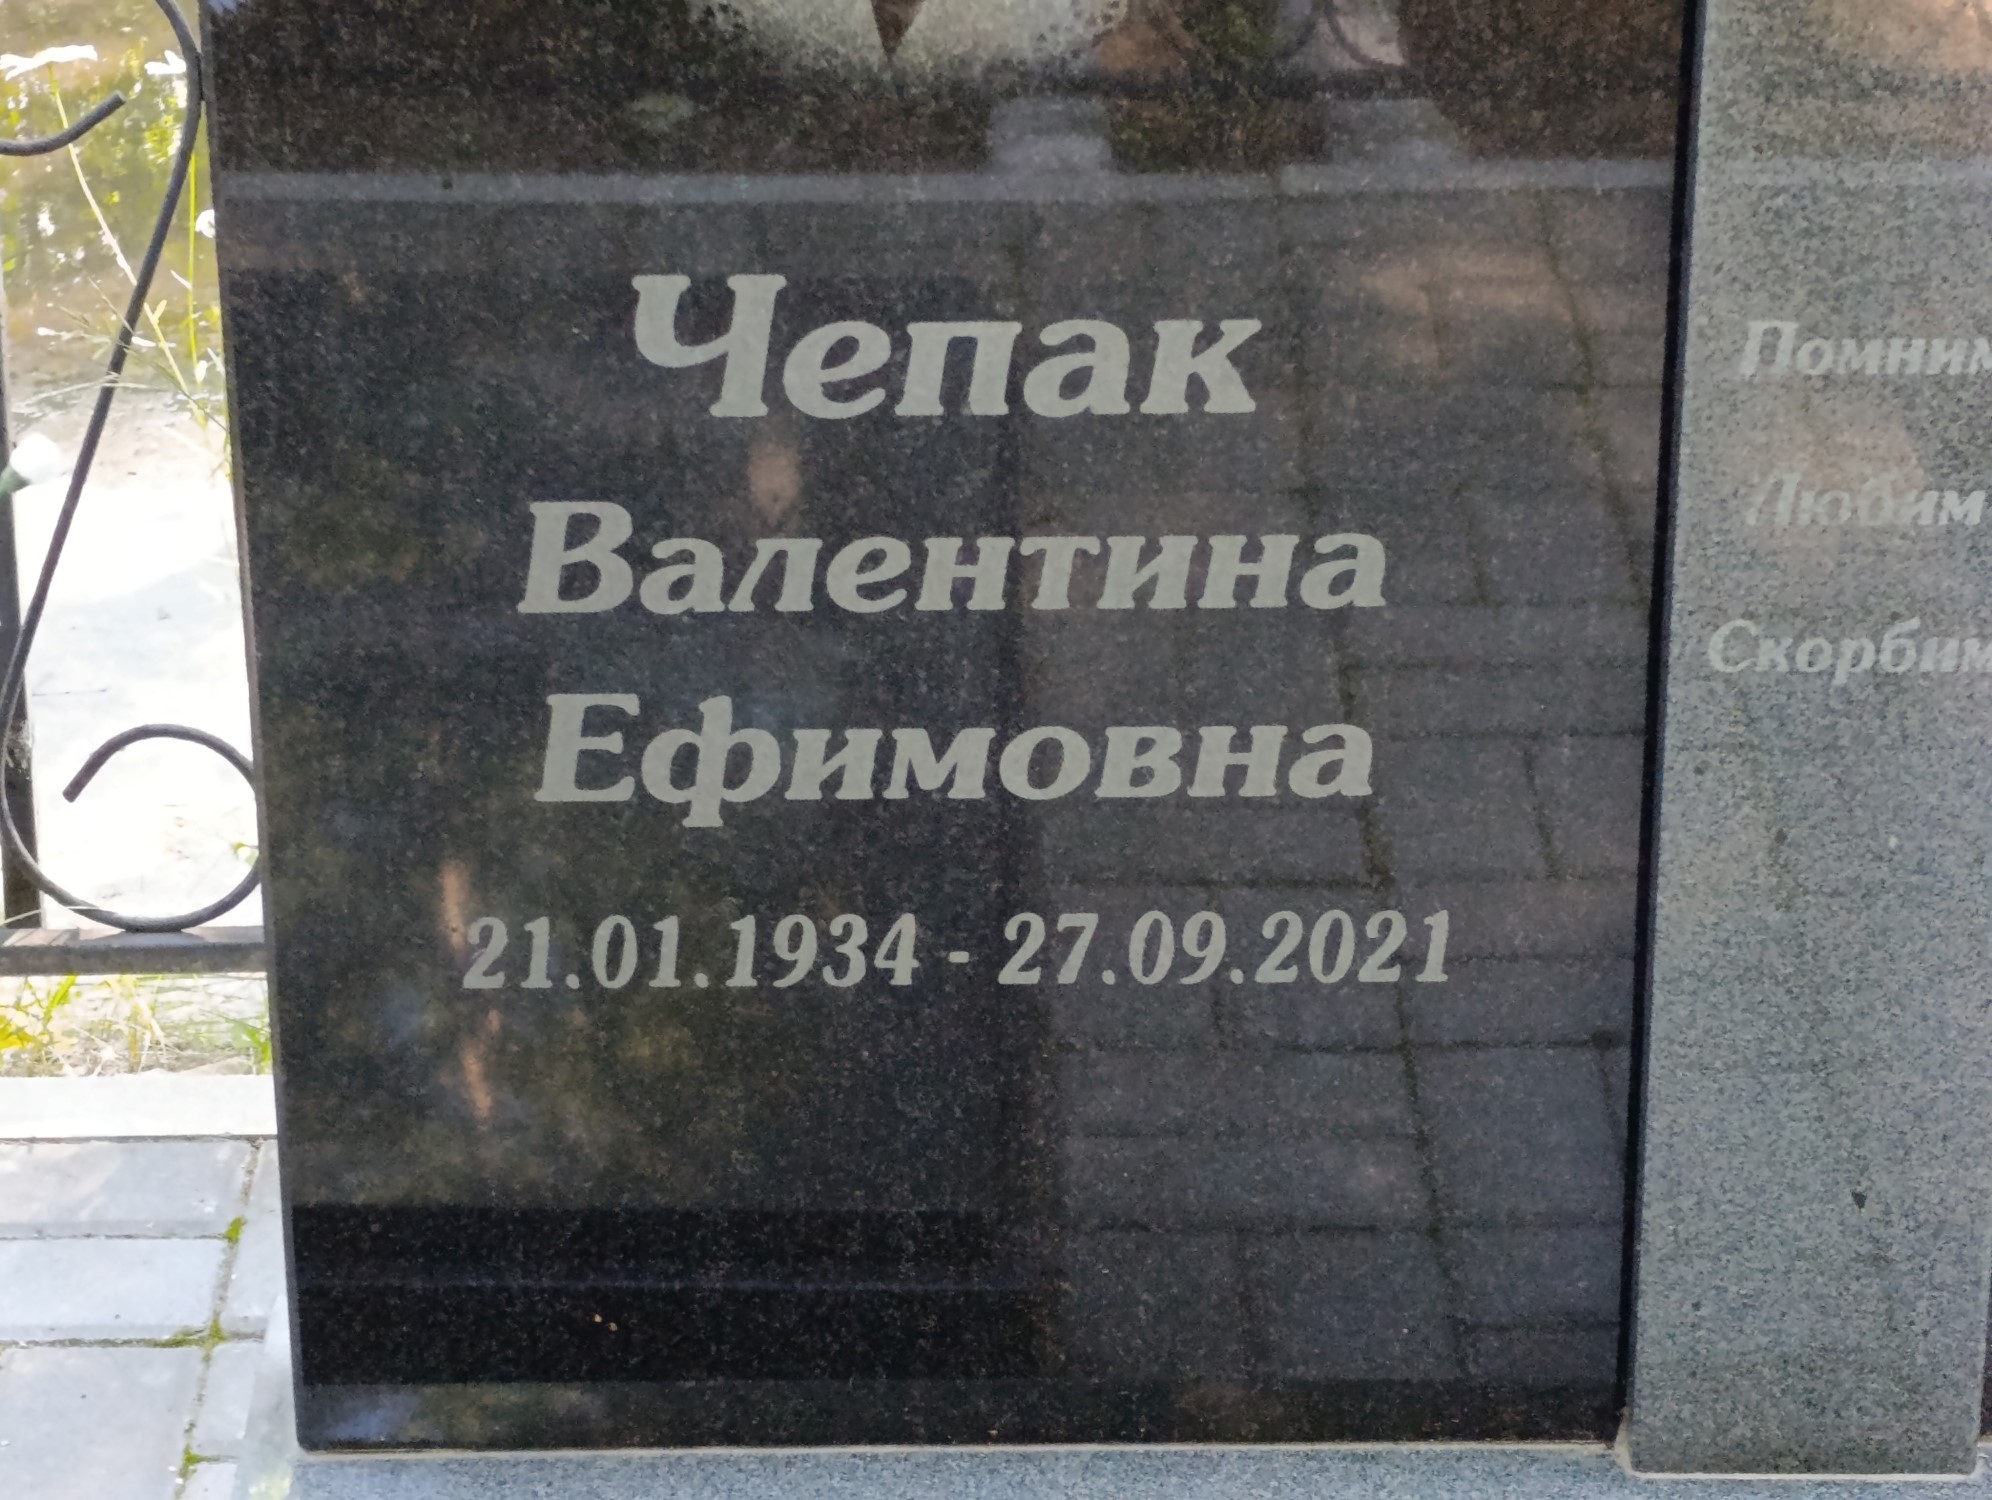 Чепак
Валентина
Ефимовна
21.01.1934 - 27.09.2021
Помним
Любим
Скорбим